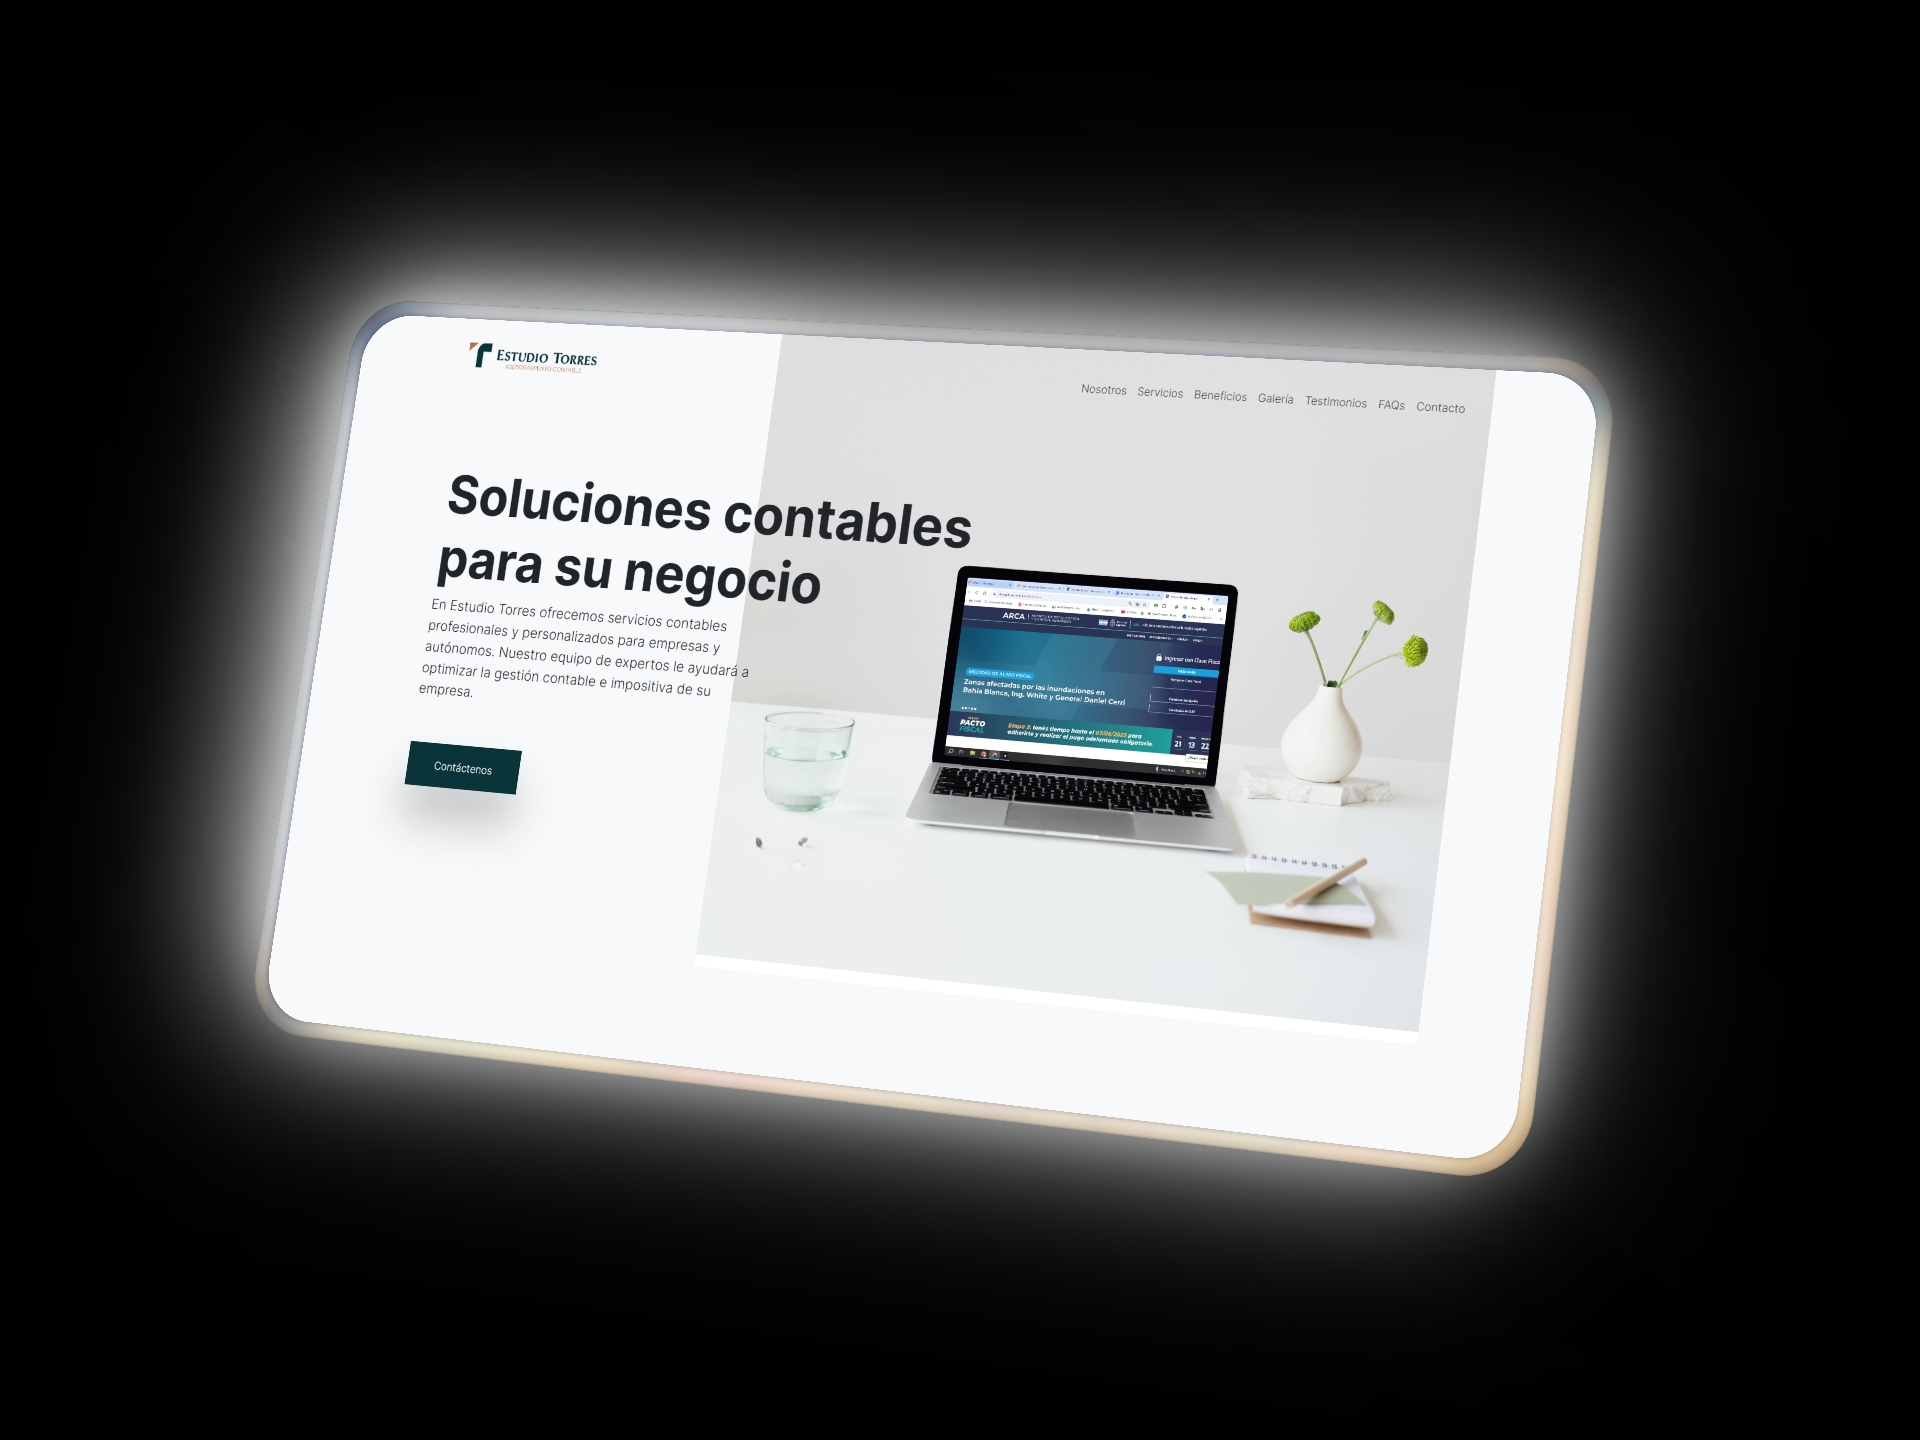 ESTUDIO TORRES
ASESORAMIENTO CONTABLE
Nosotros Servicios Beneficios Galería Testimonios FAQs Contacto
Soluciones contables
para su negocio
En Estudio Torres ofrecemos servicios contables
profesionales y personalizados para empresas y
autónomos. Nuestro equipo de expertos le ayudará a
optimizar la gestión contable e impositiva de su
empresa.
Contáctenos
ARCA
Ingresar con Clave Fiscal
MEDIDAS DE ALIVIO FISCAL
Zonas afectadas por las inundaciones en
Bahía Blanca, Ing. White y General Daniel Cerri
PACTO
FISCAL
Etapa 3: tenés tiempo hasta el 07/06/2025 para
adherirte y realizar el pago adelantado obligatorio.
21 13 22